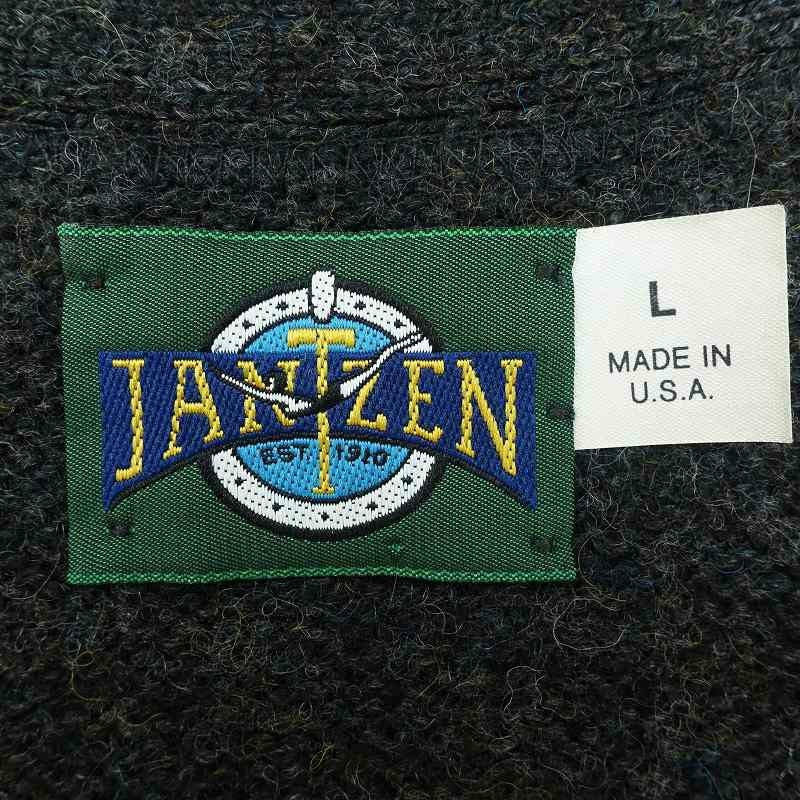 JANTZEN
EST. 1910
L
MADE IN
U.S.A.